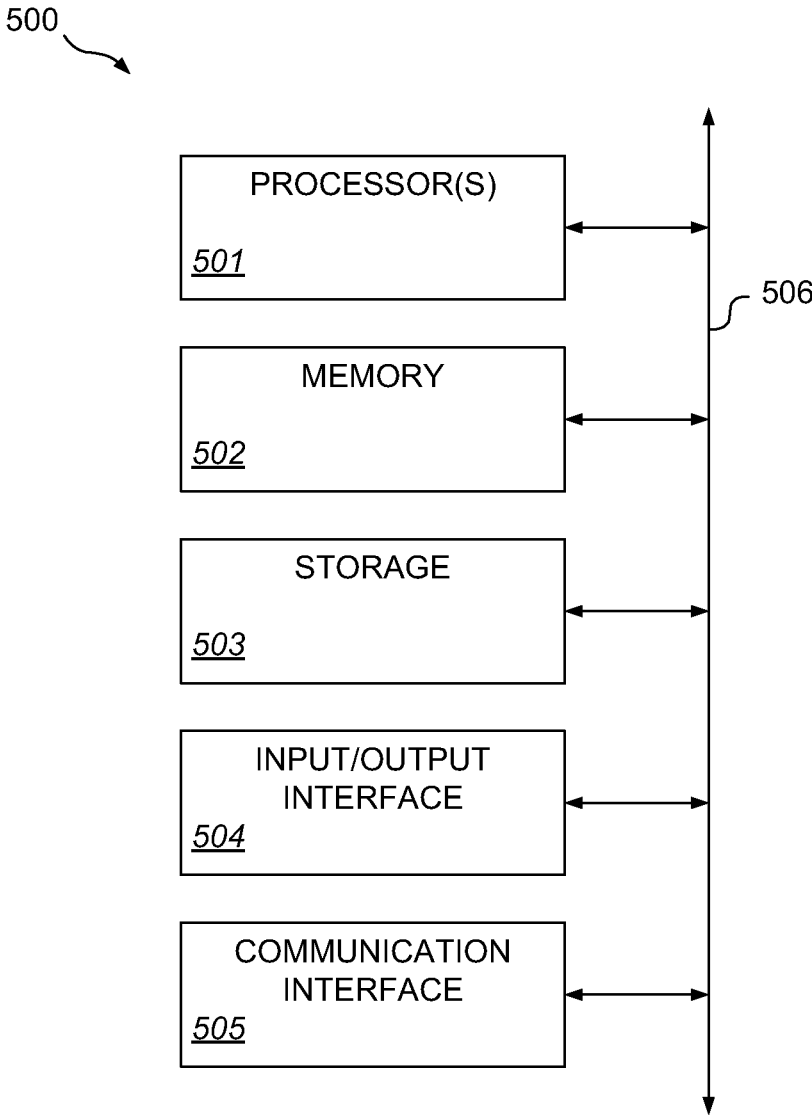 500
PROCESSOR(S)
501
506
MEMORY
502
STORAGE
503
INPUT/OUTPUT
INTERFACE
504
COMMUNICATION
INTERFACE
505